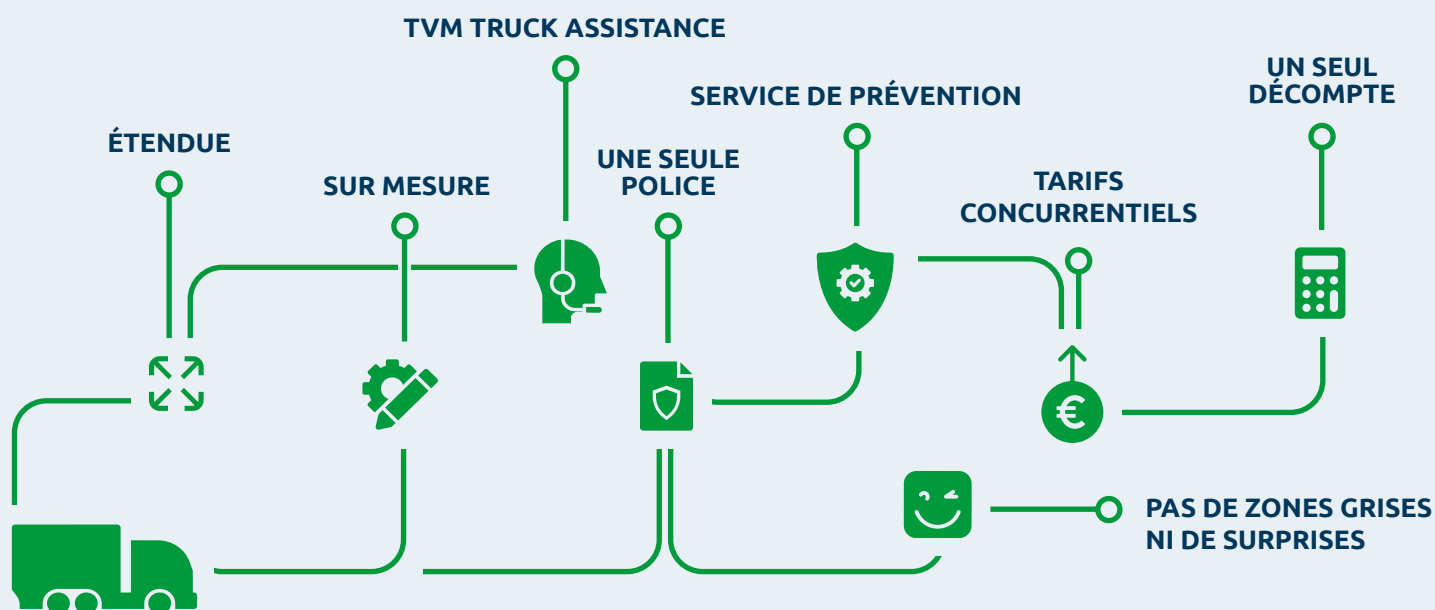 TVM TRUCK ASSISTANCE
UN SEUL
DÉCOMPTE
SERVICE DE PRÉVENTION
ÉTENDUE
UNE SEULE
POLICE
SUR MESURE
TARIFS
CONCURRENTIELS
€
PAS DE ZONES GRISES
NI DE SURPRISES